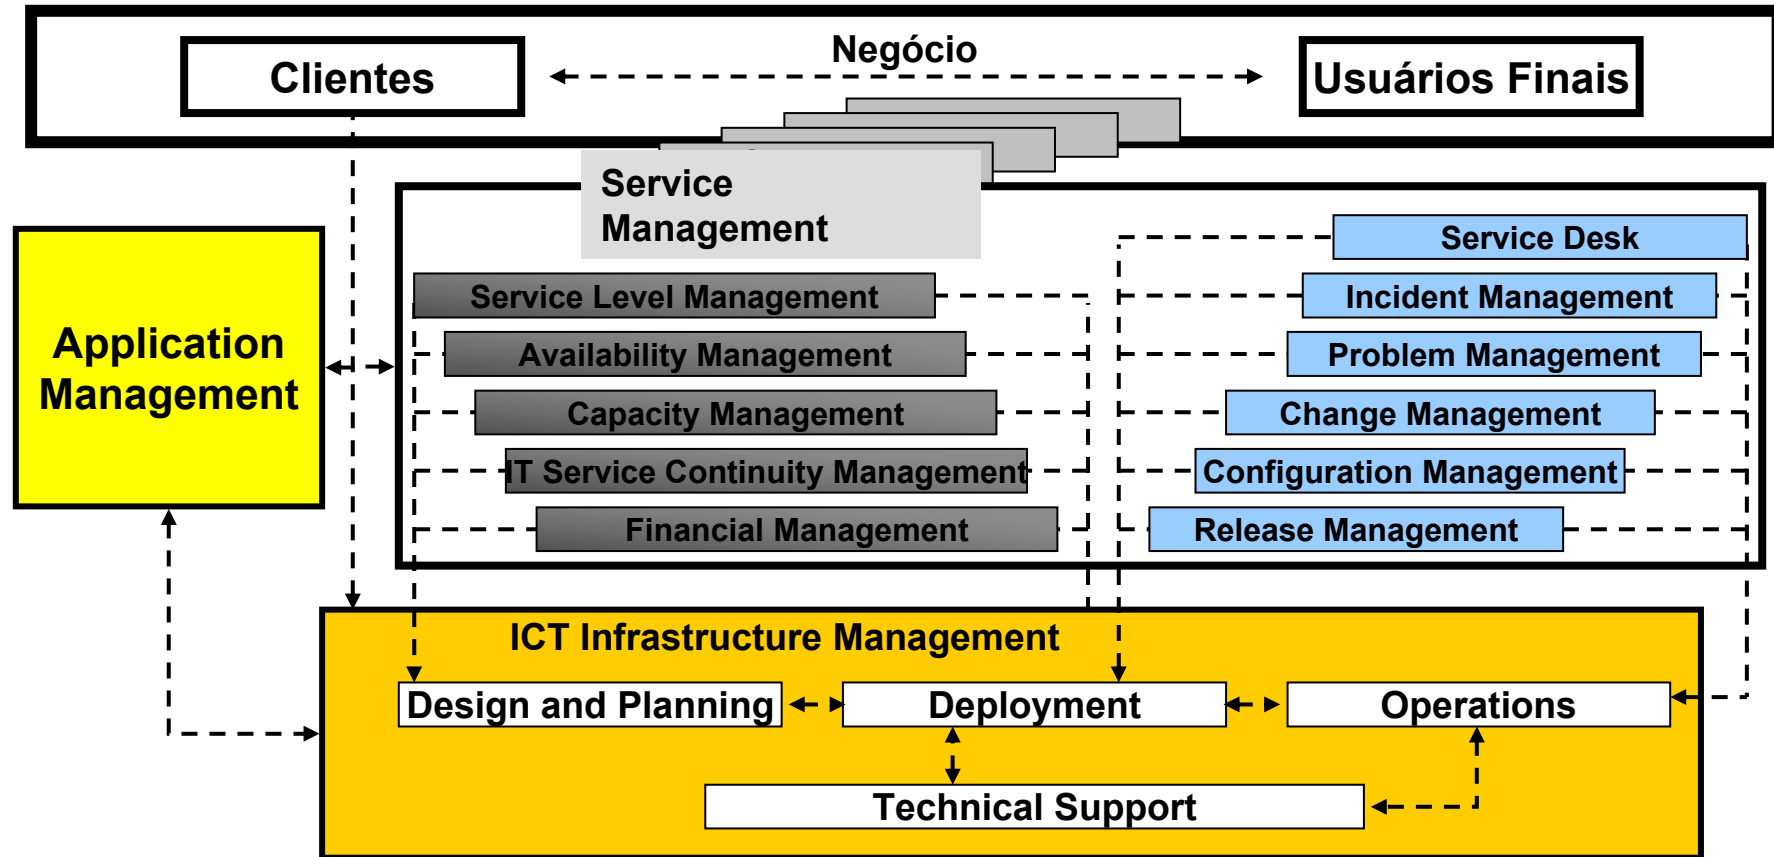 Negócio
Clientes
Usuários Finais
Service
Management
Service Desk
Service Level Management
Incident Management
Application
Management
Availability Management
Problem Management
Capacity Management
Change Management
IT Service Continuity Management
Configuration Management
Financial Management
Release Management
ICT Infrastructure Management
Design and Planning
Deployment
Operations
Technical Support